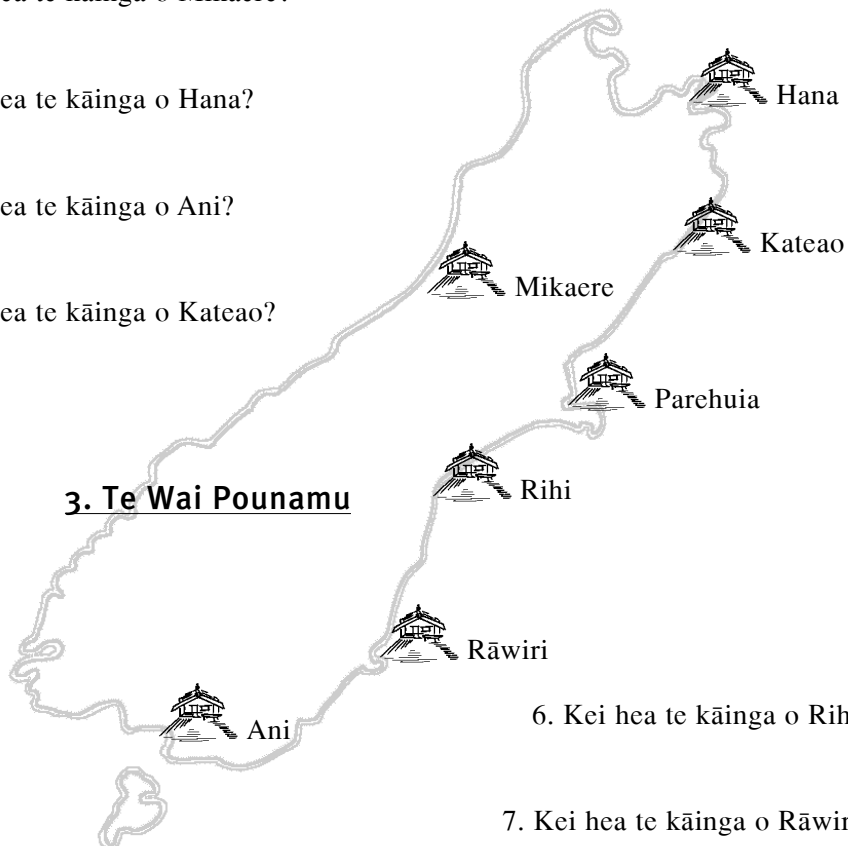 ea te kāinga o Mikaere?
ea te kāinga o Hana?
ea te kāinga o Ani?
ea te kāinga o Kateao?
Hana
Kateao
Mikaere
Parehuia
3. Te Wai Pounamu
Rihi
Rāwiri
Ani
6. Kei hea te kāinga o Rih
7. Kei hea te kāinga o Rāwir